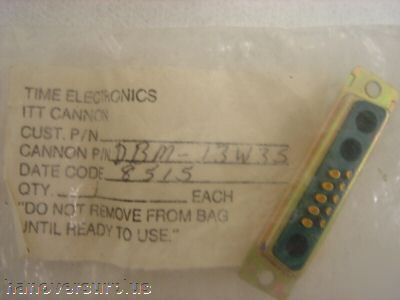 TIME ELECTRONICS
ITT CANNON
CUST. P/N
CANNON P/N DBM-13W3S
DATE CODE 8515
QTY. EACH
"DO NOT REMOVE FROM BAG
UNTIL READY TO USE."
hanoversurplus